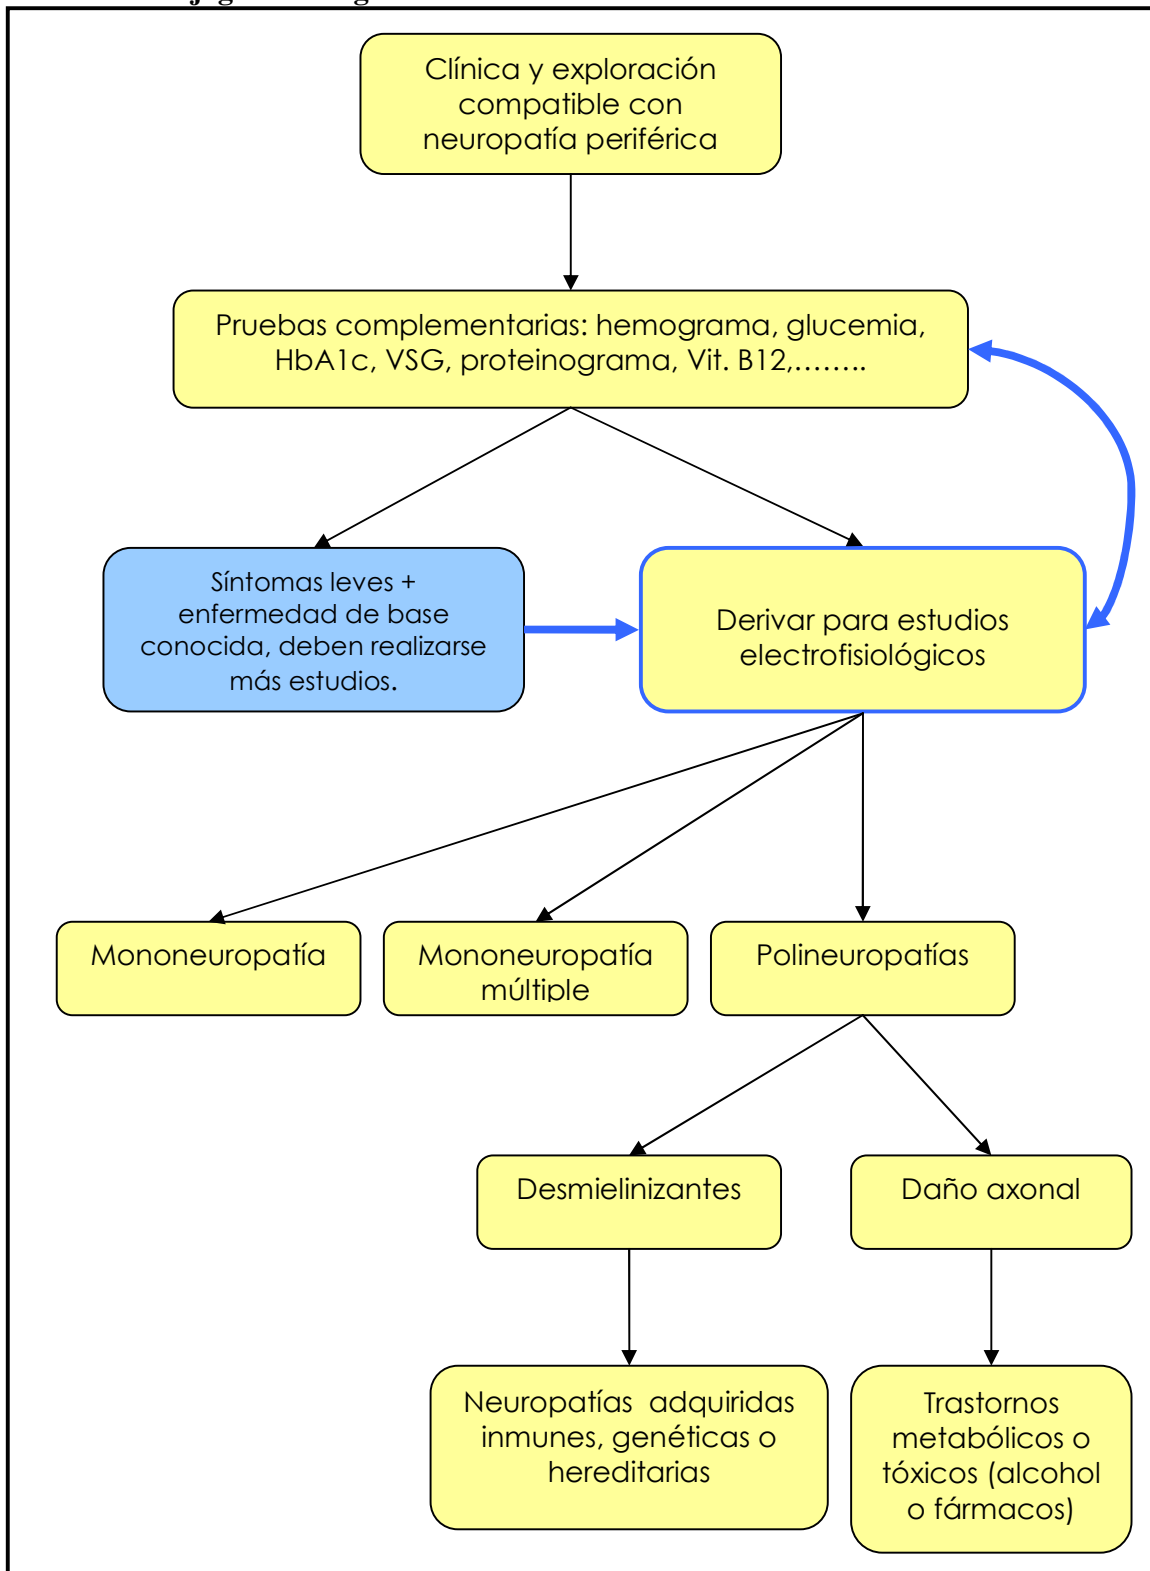 Clínica y exploración
compatible con
neuropatía periférica
Pruebas complementarias: hemograma, glucemia,
HbA1c, VSG, proteinograma, Vit. B12,........
Síntomas leves +
enfermedad de base
conocida, deben realizarse
más estudios.
Derivar para estudios
electrofisiológicos
Mononeuropatía
Mononeuropatía
múltiple
Polineuropatías
Desmielinizantes
Daño axonal
Neuropatías adquiridas
inmunes, genéticas o
hereditarias
Trastornos
metabólicos o
tóxicos (alcohol
o fármacos)